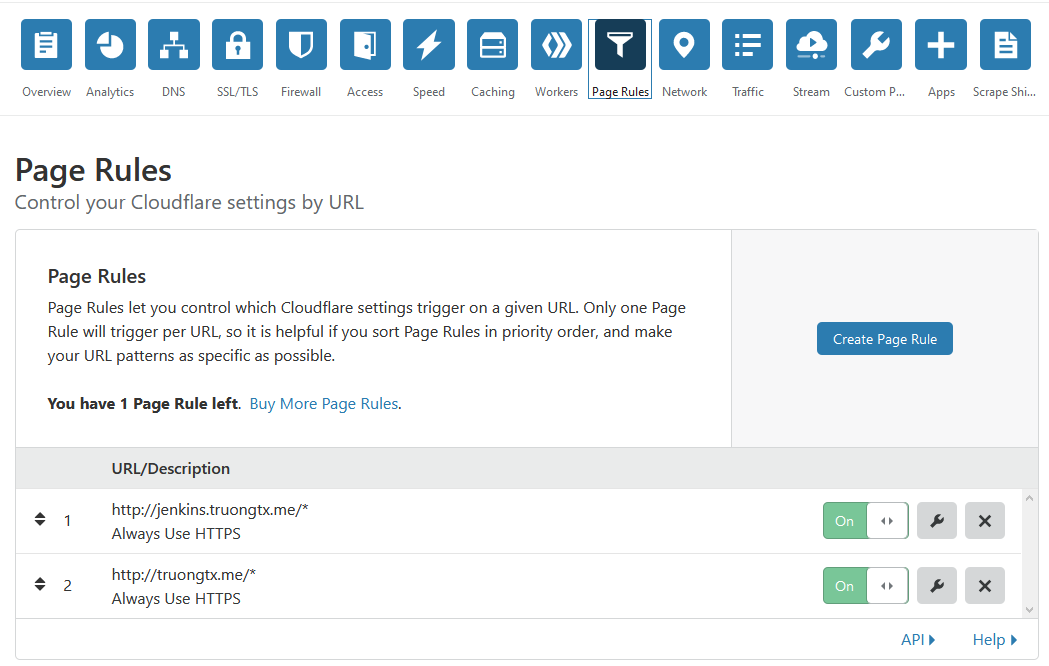 Overview Analytics DNS SSL/TLS Firewall Access Speed Caching Workers Page Rules Network Traffic Stream Custom P... Apps Scrape Shi...
Page Rules
Control your Cloudflare settings by URL
Page Rules
Page Rules let you control which Cloudflare settings trigger on a given URL. Only one Page
Rule will trigger per URL, so it is helpful if you sort Page Rules in priority order, and make
your URL patterns as specific as possible.
You have 1 Page Rule left. Buy More Page Rules.
Create Page Rule
URL/Description
1 http://jenkins.truongtx.me/* On
Always Use HTTPS
2 http://truongtx.me/* On
Always Use HTTPS
API Help